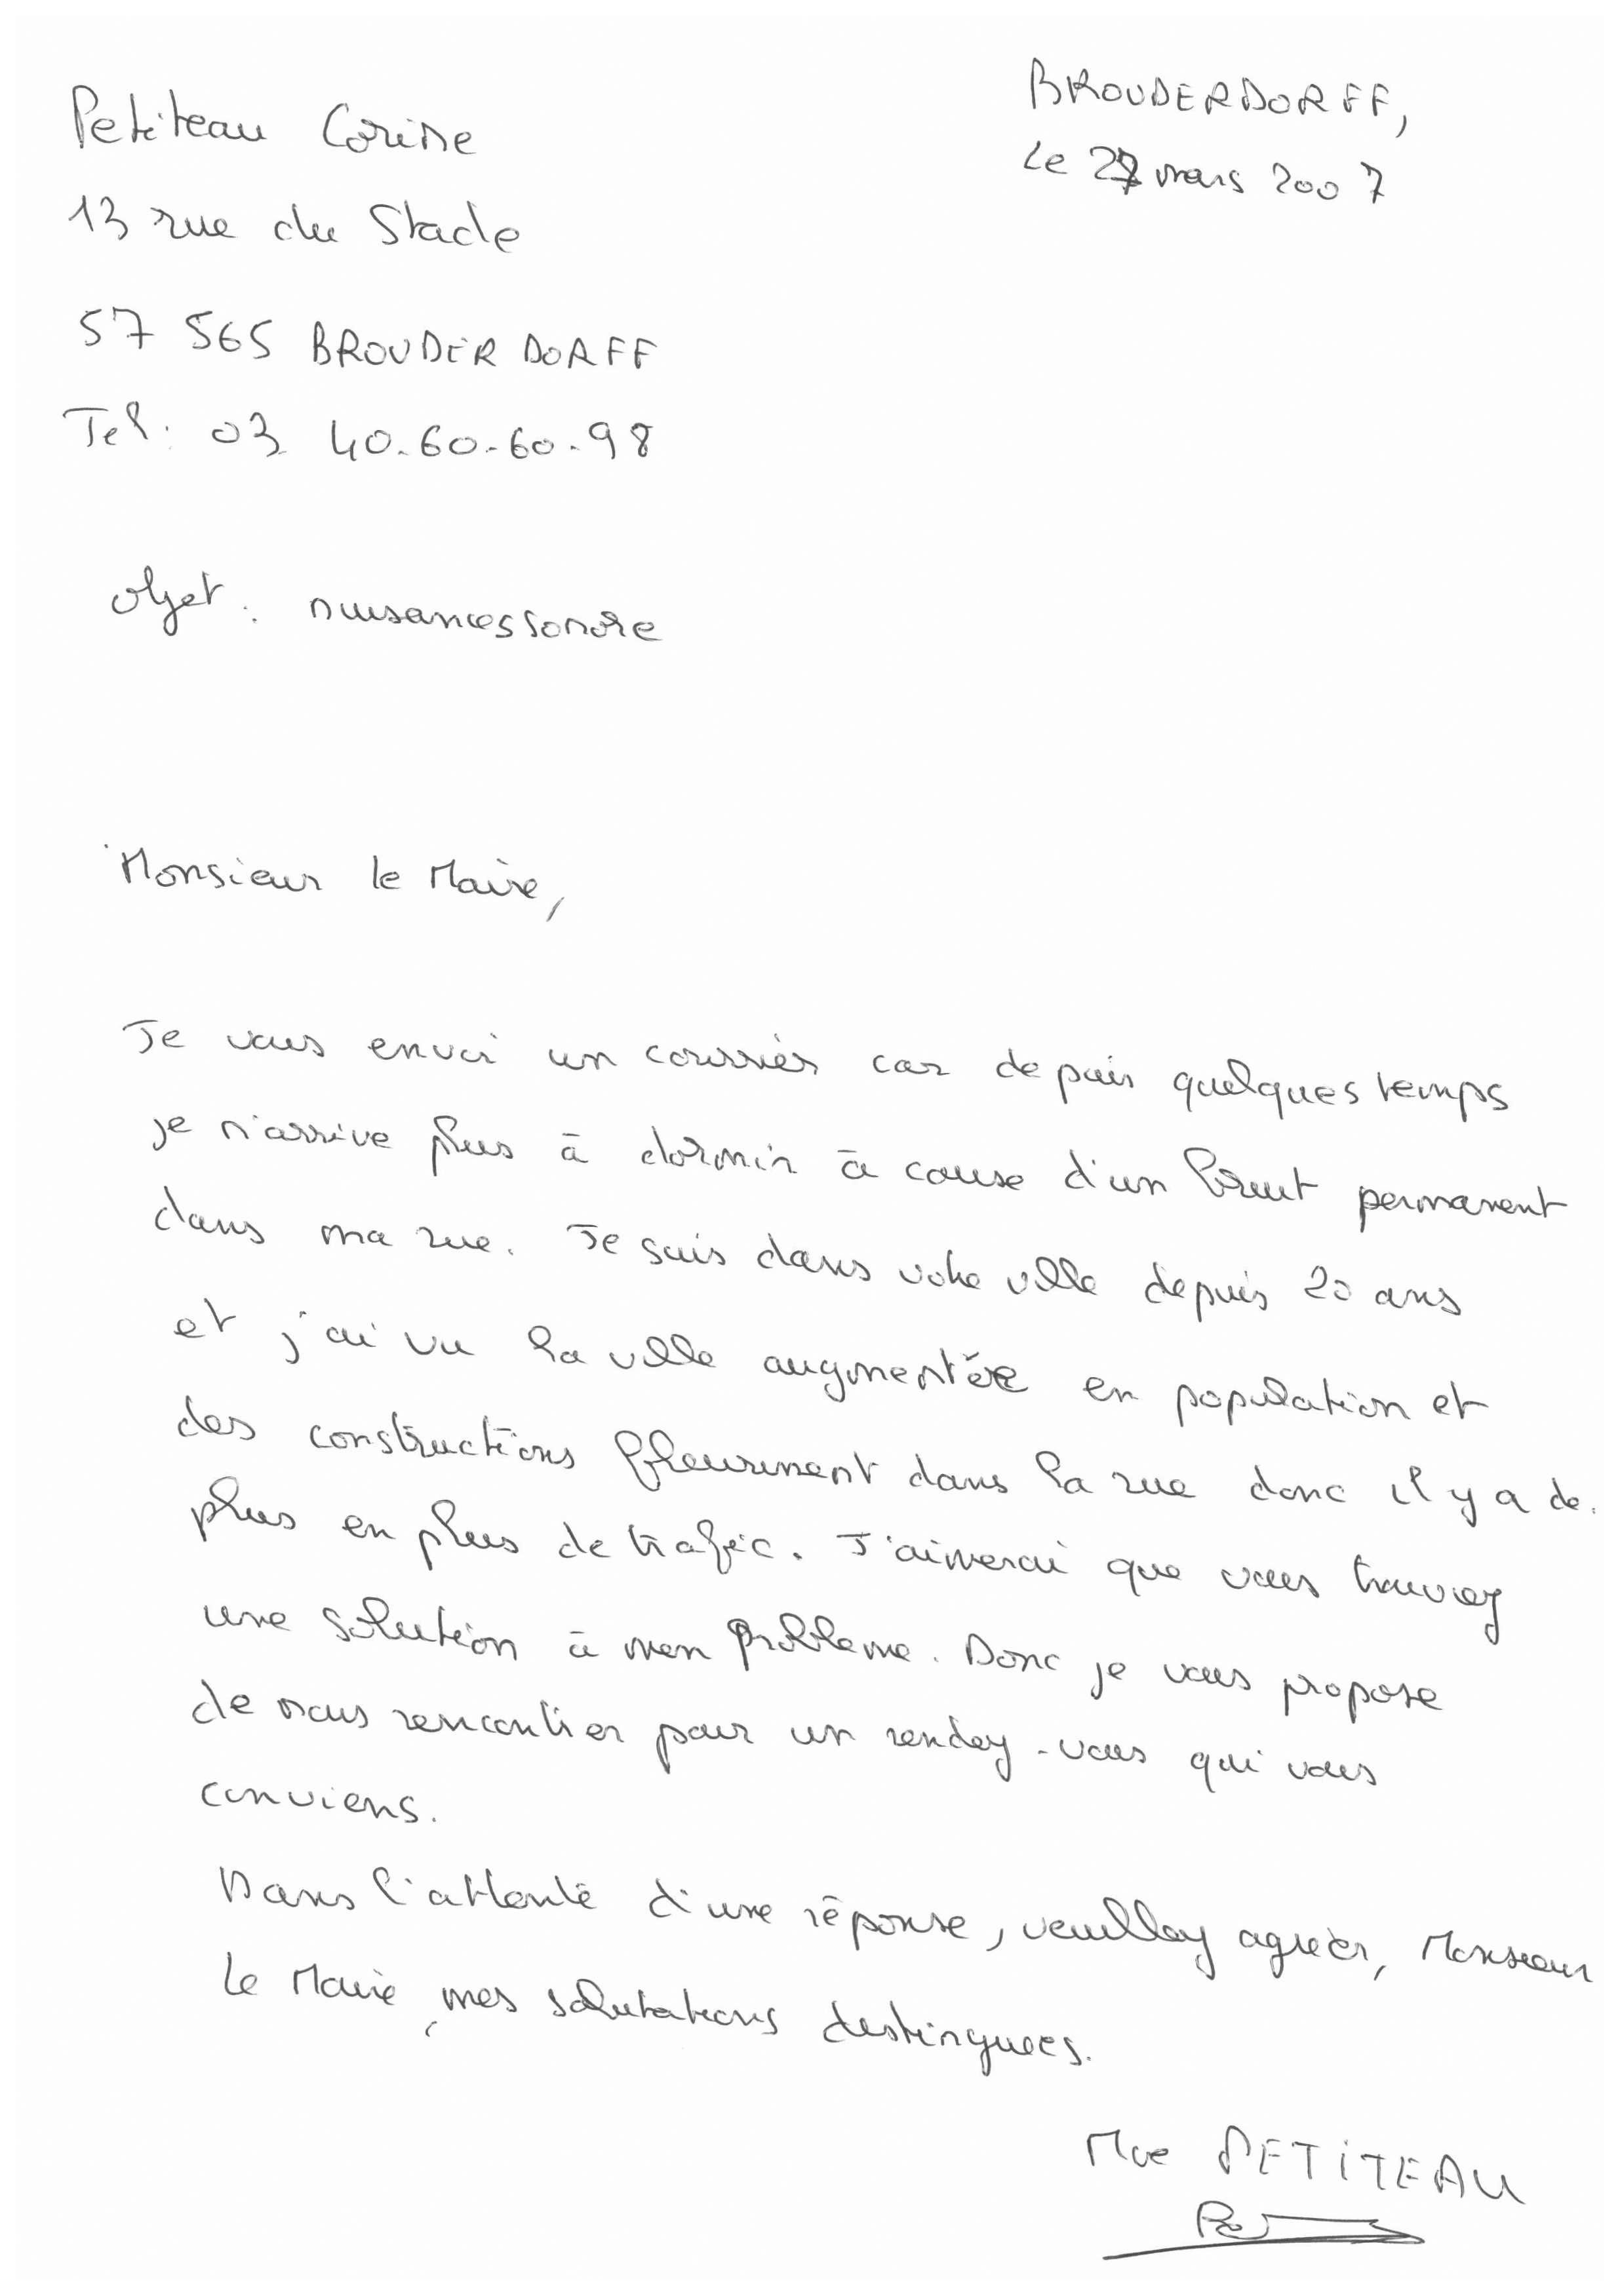 Petiteau Corine
BROUDERDORFF,
Le 27 mars 2007
13 rue du Stade
57 565 BROUDERDORFF
Tel: 03 40.60.60.98
objet : nuisances sonore
Monsieur le Maire,
Je vous envoi un courrier car depuis quelques temps
je n'arrive plus à dormir à cause d'un bruit permanent
dans ma rue. Je suis dans votre ville depuis 20 ans
et j'ai vu la ville augmentée en population et
des constructions fleurissent dans la rue donc il y a de
plus en plus de trafic. J'aimerai que vous trouvez
une solution à mon problème. Donc je vous propose
de nous rencontrer pour un rendez-vous qui vous
conviens.
Dans l'attente d'une réponse, veuillez agréer, Monsieur
le Maire, mes salutations distinguées.
Mme PETITEAU